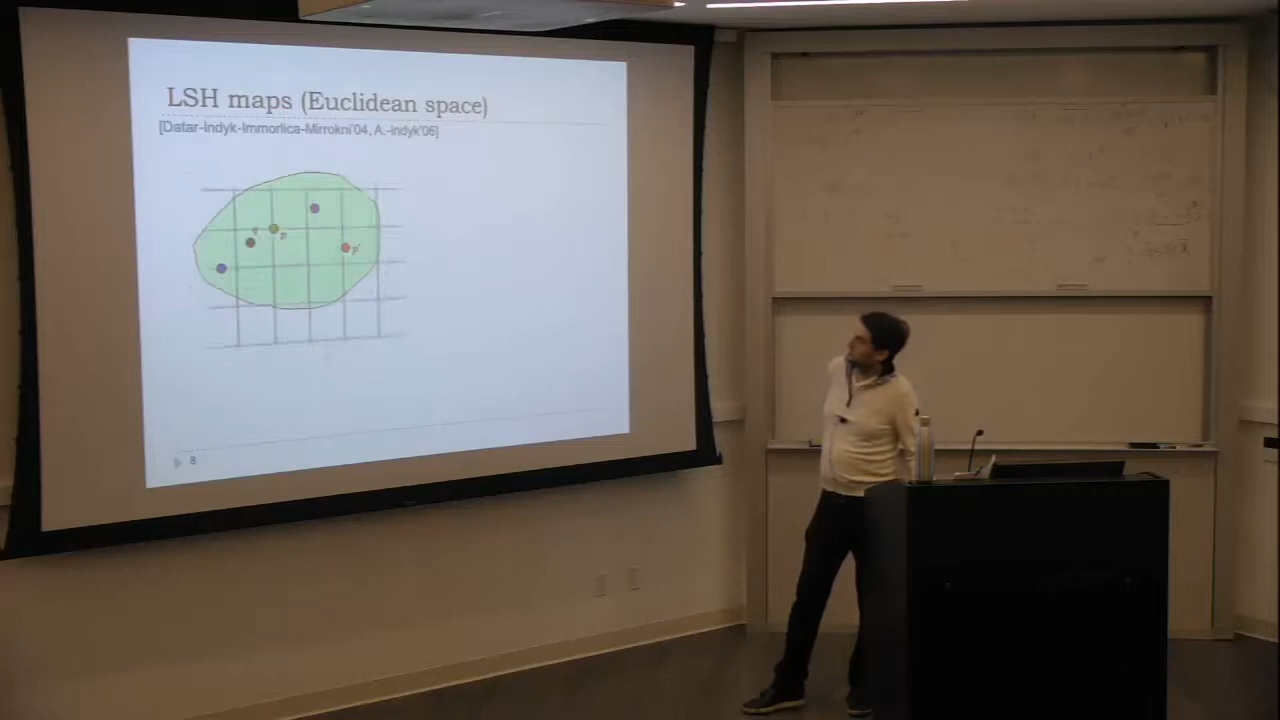 LSH maps (Euclidean space)
[Datar-Indyk-Immorlica-Mirrokni'04, A.-Indyk'06]
q
p
p'
8